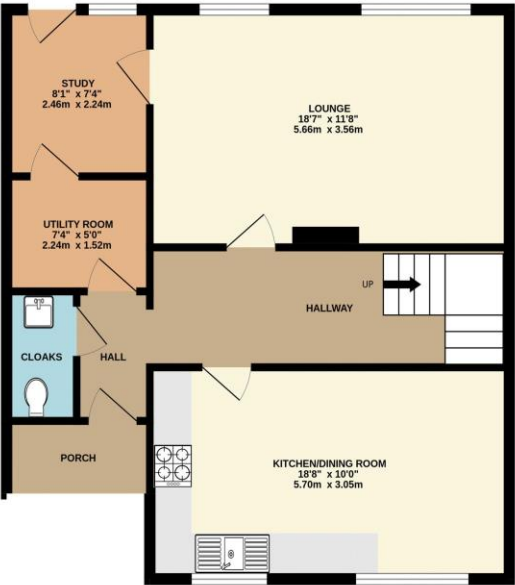 STUDY
8'1" x 7'4"
2.46m x 2.24m
LOUNGE
18'7" x 11'8"
5.66m x 3.56m
UTILITY ROOM
7'4" x 5'0"
2.24m x 1.52m
UP
HALLWAY
CLOAKS
HALL
PORCH
KITCHEN/DINING ROOM
18'8" x 10'0"
5.70m x 3.05m